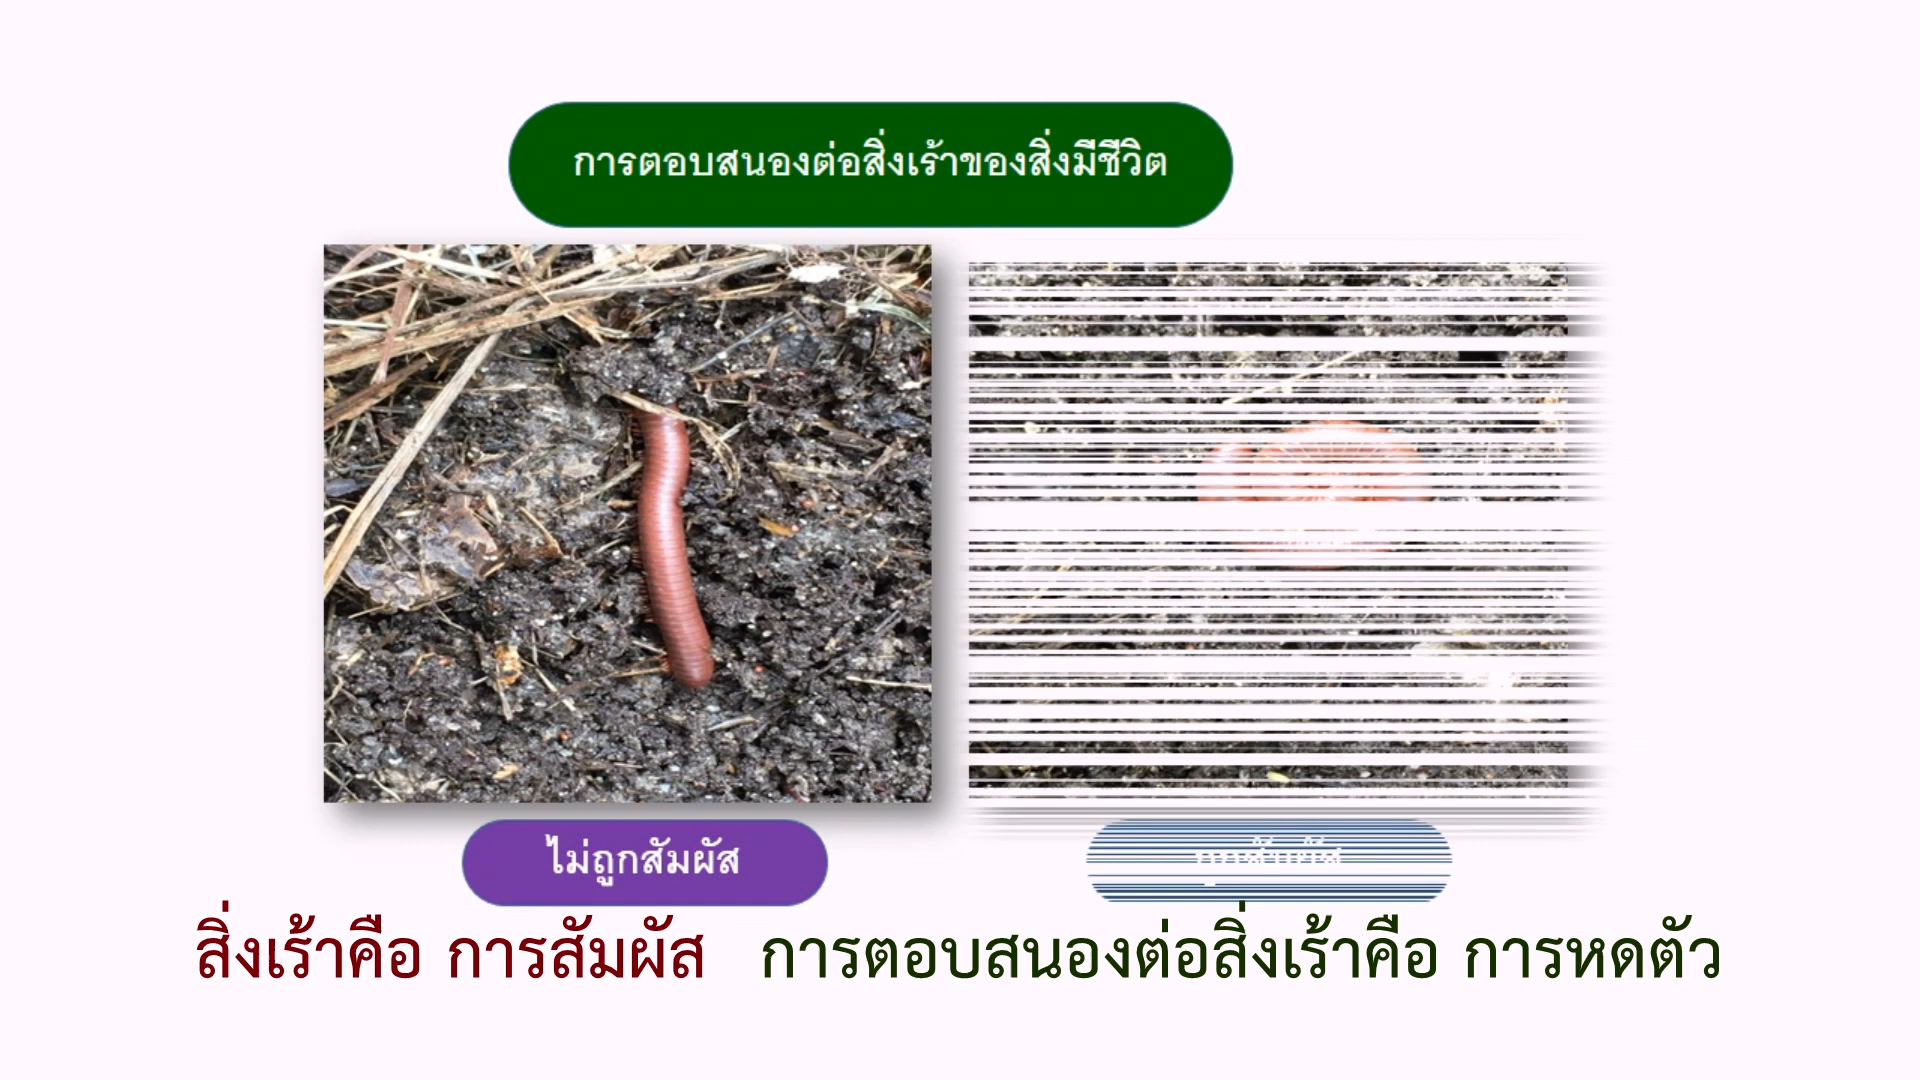 การตอบสนองต่อสิ่งเร้าของสิ่งมีชีวิต
ไม่ถูกสัมผัส
สิ่งเร้าคือ การสัมผัส การตอบสนองต่อสิ่งเร้าคือ การหดตัว